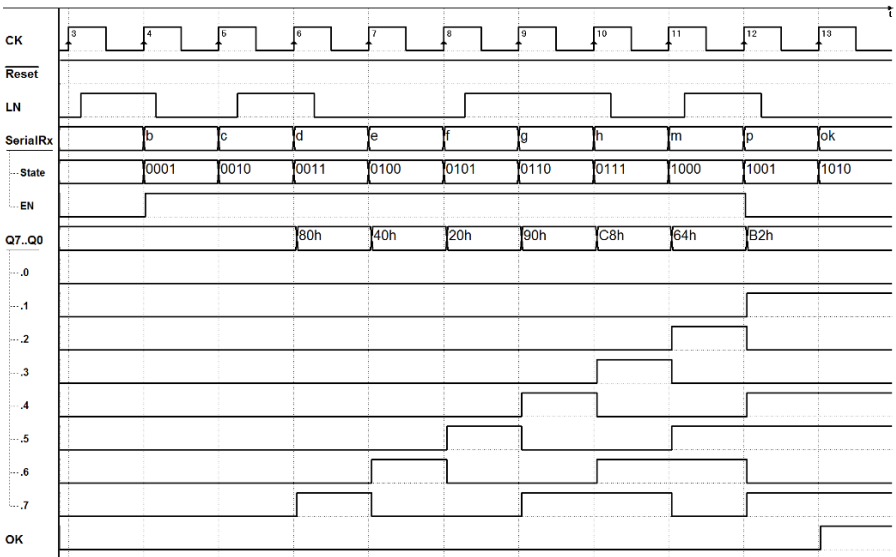 t
CK 3 4 5 6 7 8 9 10 11 12 13
Reset
LN
SerialRx b c d e f g h m p ok
State 0001 0010 0011 0100 0101 0110 0111 1000 1001 1010
EN
Q7..Q0 80h 40h 20h 90h C8h 64h B2h
.0
.1
.2
.3
.4
.5
.6
.7
OK